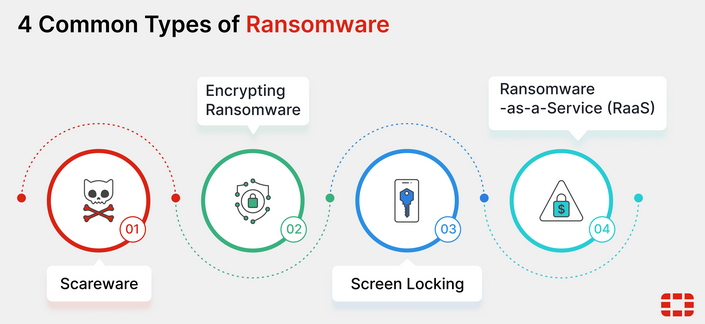 4 Common Types of Ransomware
Encrypting
Ransomware
Ransomware
-as-a-Service (RaaS)
$
01
02
03
04
Scareware
Screen Locking